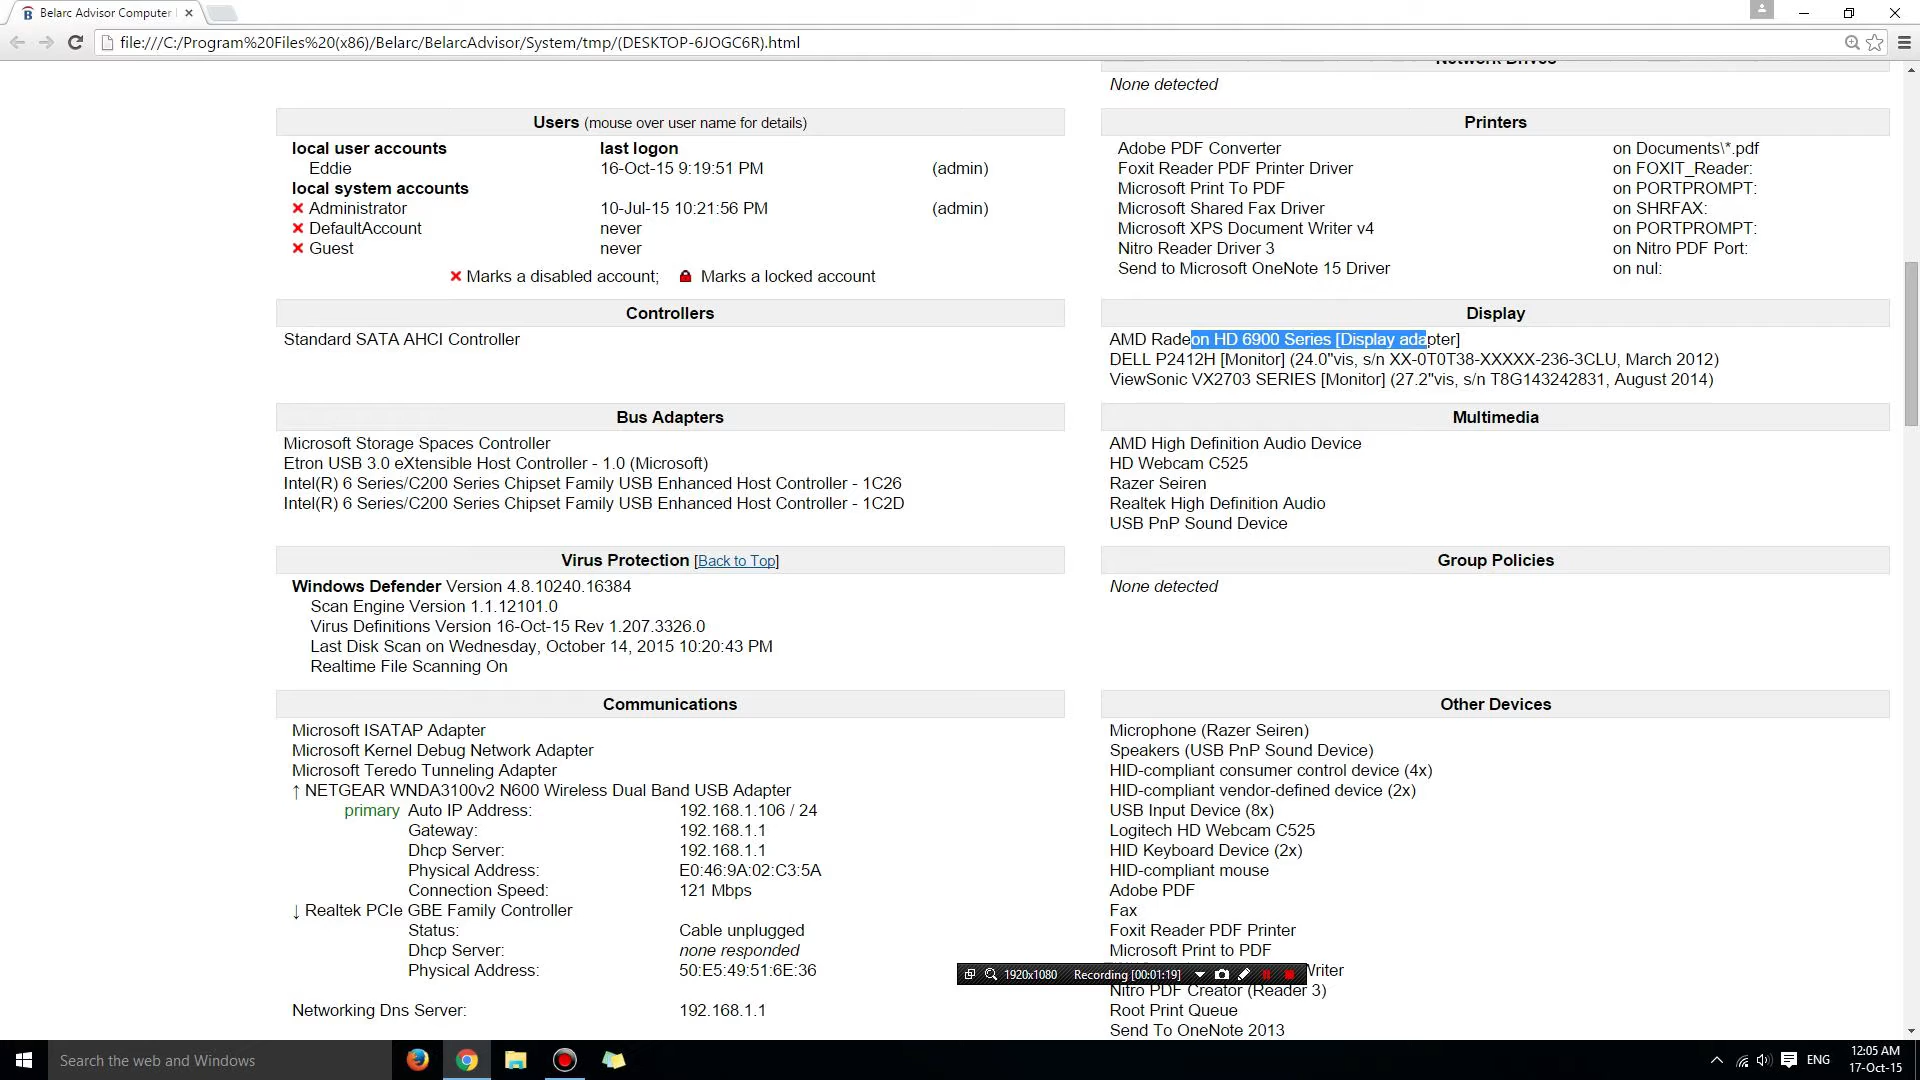 Belarc Advisor Computer
file:///C:/Program%20Files%20(x86)/Belarc/BelarcAdvisor/System/tmp/(DESKTOP-6JOGC6R).html
Network Drives
None detected
Users (mouse over user name for details)
local user accounts last logon
Eddie 16-Oct-15 9:19:51 PM (admin)
local system accounts
Administrator 10-Jul-15 10:21:56 PM (admin)
DefaultAccount never
Guest never
Marks a disabled account; Marks a locked account
Printers
Adobe PDF Converter on Documents\*.pdf
Foxit Reader PDF Printer Driver on FOXIT_Reader:
Microsoft Print To PDF on PORTPROMPT:
Microsoft Shared Fax Driver on SHRFAX:
Microsoft XPS Document Writer v4 on PORTPROMPT:
Nitro Reader Driver 3 on Nitro PDF Port:
Send to Microsoft OneNote 15 Driver on nul:
Controllers
Standard SATA AHCI Controller
Display
AMD Radeon HD 6900 Series [Display adapter]
DELL P2412H [Monitor] (24.0"vis, s/n XX-0T0T38-XXXXX-236-3CLU, March 2012)
ViewSonic VX2703 SERIES [Monitor] (27.2"vis, s/n T8G143242831, August 2014)
Bus Adapters
Microsoft Storage Spaces Controller
Etron USB 3.0 eXtensible Host Controller - 1.0 (Microsoft)
Intel(R) 6 Series/C200 Series Chipset Family USB Enhanced Host Controller - 1C26
Intel(R) 6 Series/C200 Series Chipset Family USB Enhanced Host Controller - 1C2D
Multimedia
AMD High Definition Audio Device
HD Webcam C525
Razer Seiren
Realtek High Definition Audio
USB PnP Sound Device
Virus Protection [Back to Top]
Windows Defender Version 4.8.10240.16384
Scan Engine Version 1.1.12101.0
Virus Definitions Version 16-Oct-15 Rev 1.207.3326.0
Last Disk Scan on Wednesday, October 14, 2015 10:20:43 PM
Realtime File Scanning On
Group Policies
None detected
Communications
Microsoft ISATAP Adapter
Microsoft Kernel Debug Network Adapter
Microsoft Teredo Tunneling Adapter
↑ NETGEAR WNDA3100v2 N600 Wireless Dual Band USB Adapter
primary Auto IP Address: 192.168.1.106 / 24
Gateway: 192.168.1.1
Dhcp Server: 192.168.1.1
Physical Address: E0:46:9A:02:C3:5A
Connection Speed: 121 Mbps
↓ Realtek PCIe GBE Family Controller
Status: Cable unplugged
Dhcp Server: none responded
Physical Address: 50:E5:49:51:6E:36
Networking Dns Server: 192.168.1.1
Other Devices
Microphone (Razer Seiren)
Speakers (USB PnP Sound Device)
HID-compliant consumer control device (4x)
HID-compliant vendor-defined device (2x)
USB Input Device (8x)
Logitech HD Webcam C525
HID Keyboard Device (2x)
HID-compliant mouse
Adobe PDF
Fax
Foxit Reader PDF Printer
Microsoft Print to PDF
Writer
Nitro PDF Creator (Reader 3)
Root Print Queue
Send To OneNote 2013
1920x1080 Recording [00:01:19]
Search the web and Windows
ENG
12:05 AM
17-Oct-15